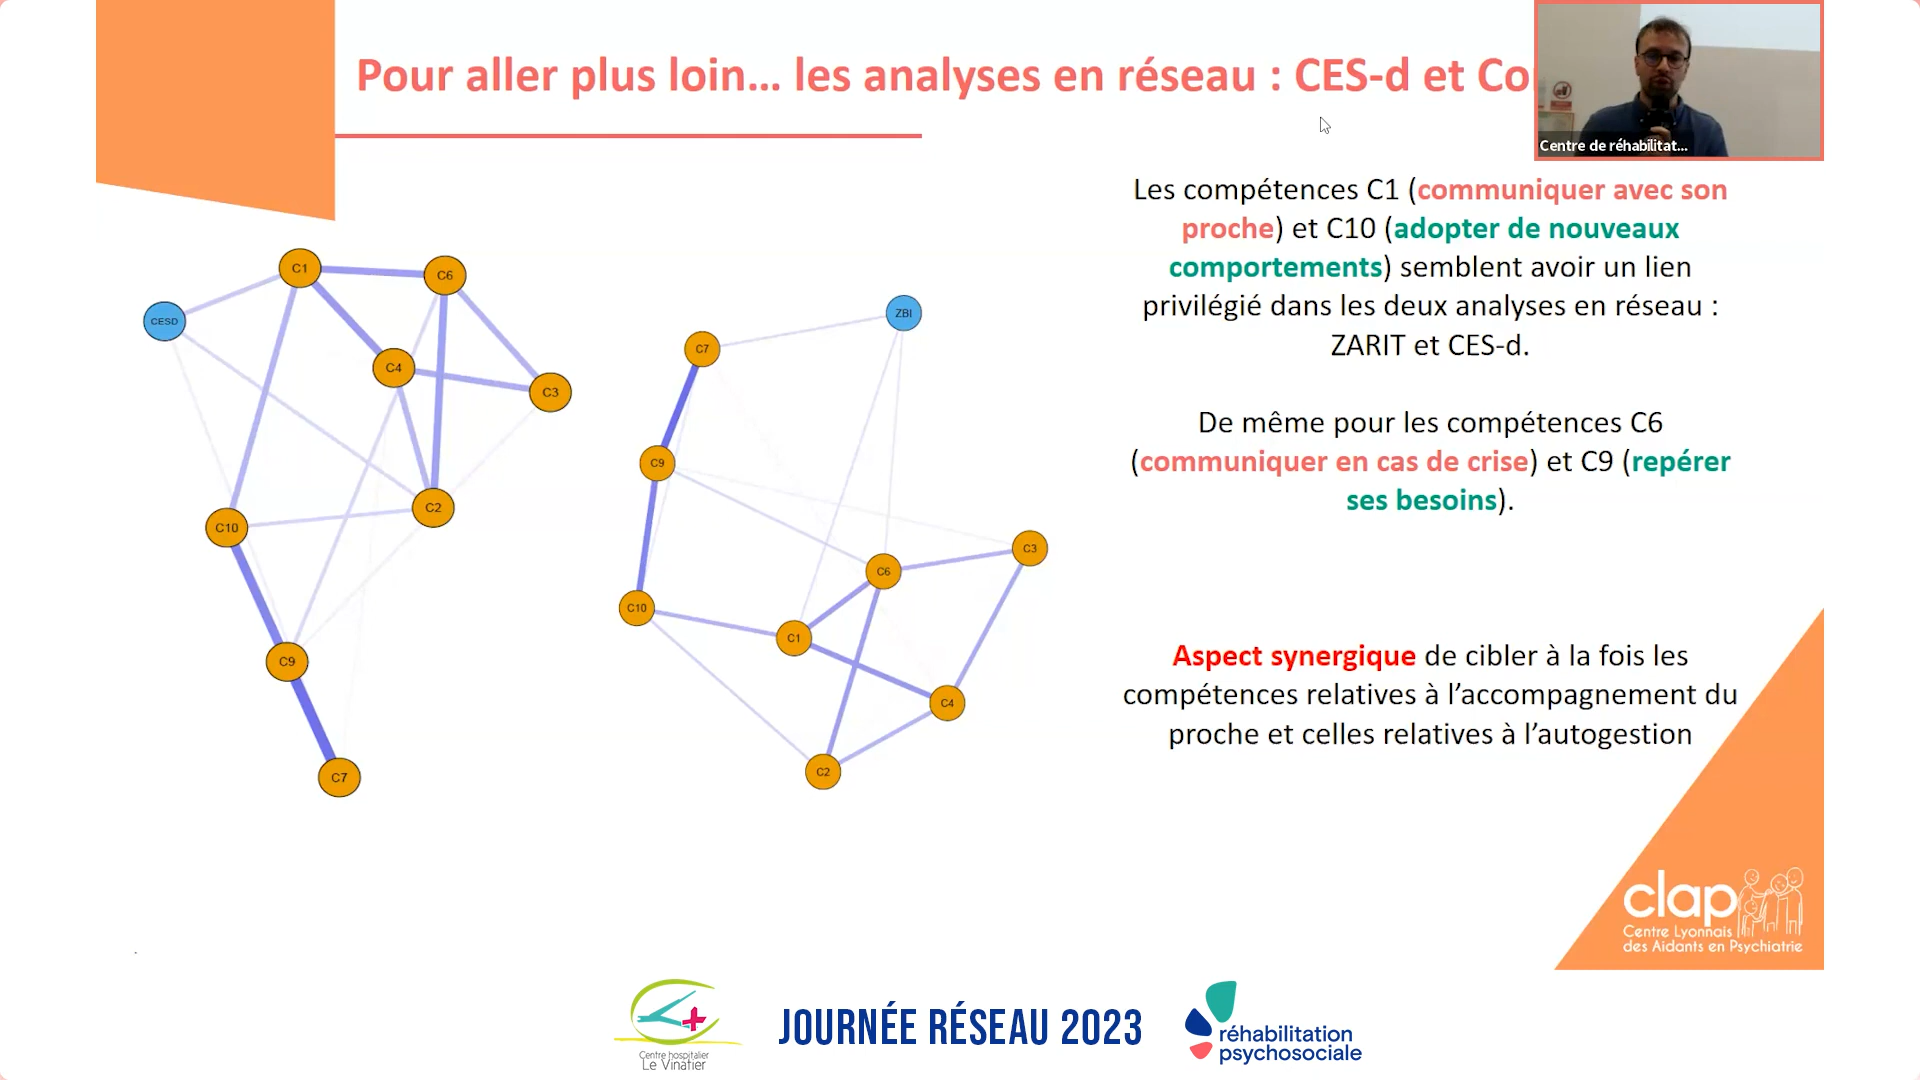 Pour aller plus loin... les analyses en réseau : CES-d et Co
Centre de réhabilitat...
Les compétences C1 (communiquer avec son
proche) et C10 (adopter de nouveaux
comportements) semblent avoir un lien
privilégié dans les deux analyses en réseau :
ZARIT et CES-d.
De même pour les compétences C6
(communiquer en cas de crise) et C9 (repérer
ses besoins).
Aspect synergique de cibler à la fois les
compétences relatives à l'accompagnement du
proche et celles relatives à l'autogestion
C1
C6
CESD
C4
C3
C2
C10
C9
C7
ZBI
C7
C9
C3
C6
C10
C1
C4
C2
clap
Centre Lyonnais
des Aidants en Psychiatrie
Centre hospitalier
Le Vinatier
JOURNÉE RÉSEAU 2023
réhabilitation
psychosociale